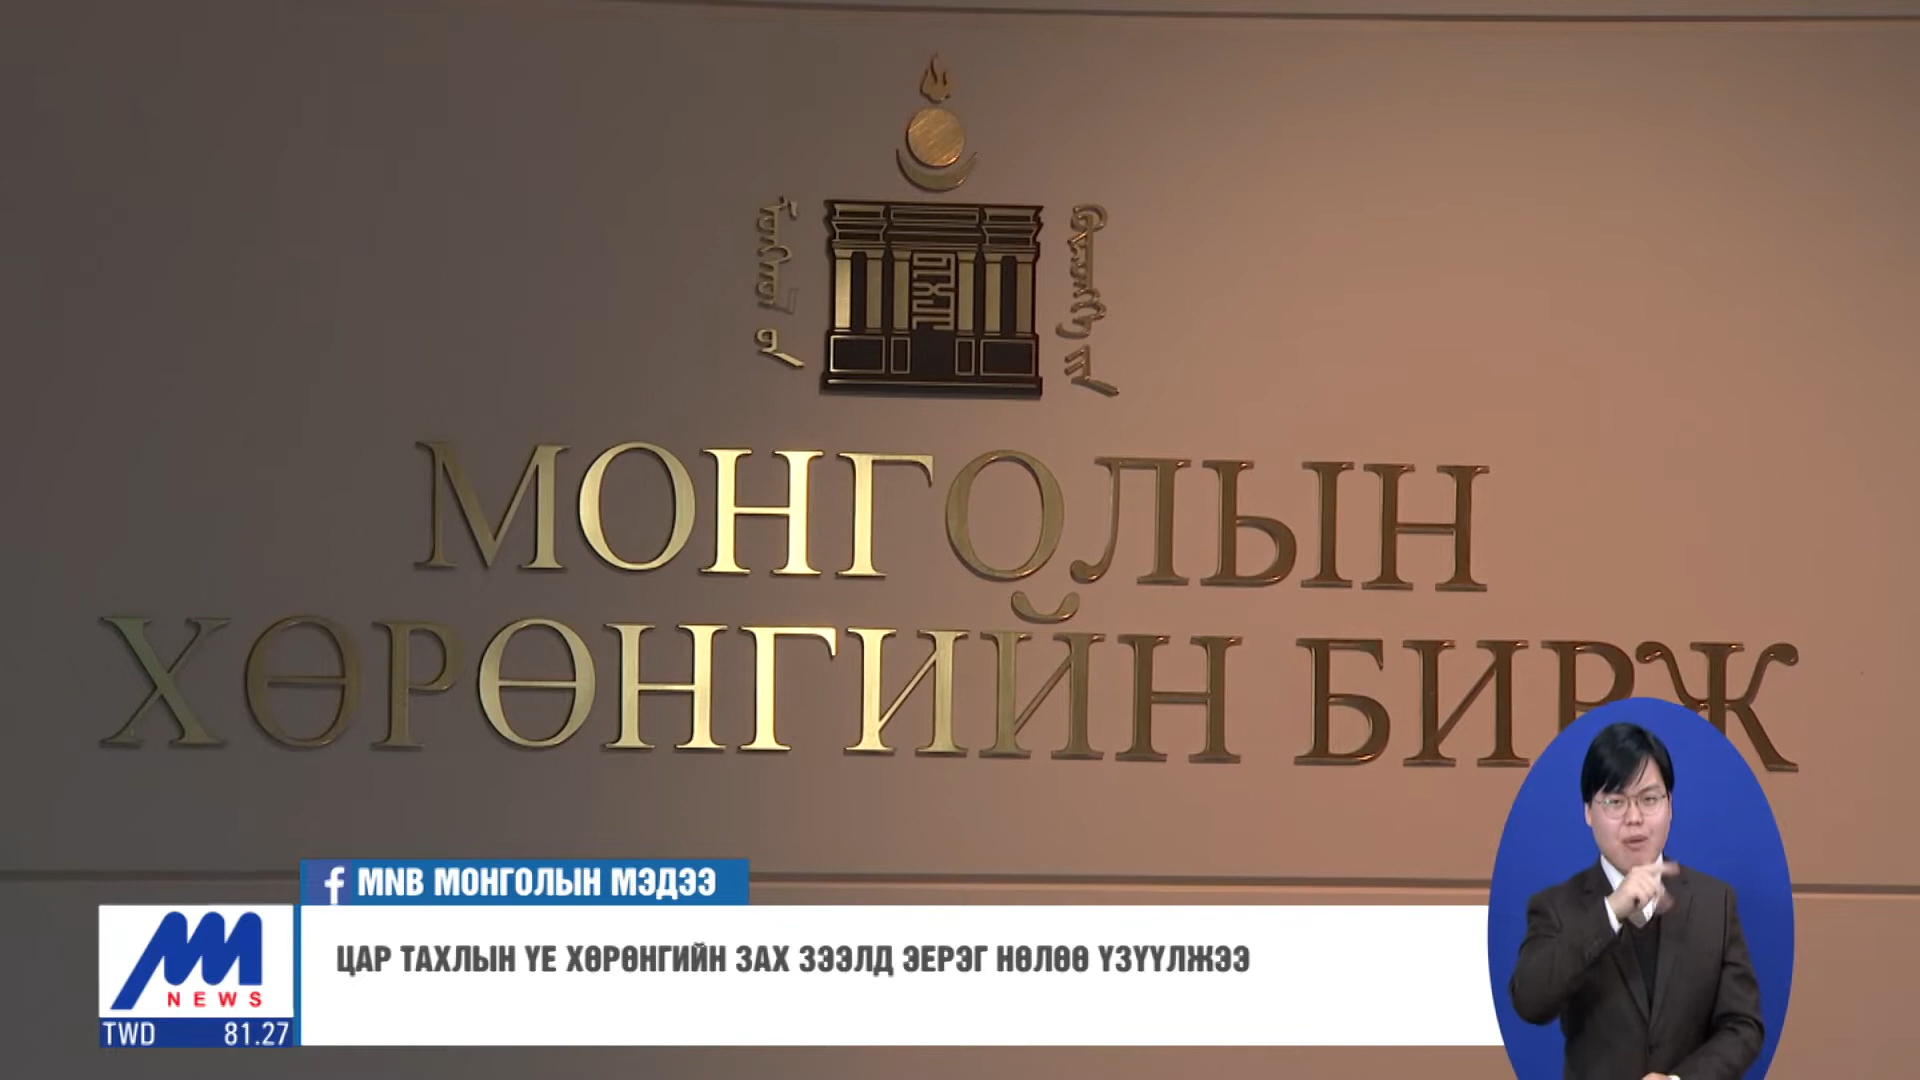 МОНГОЛЫН
ХӨРӨНГИЙН БИРЖ
f MNB МОНГОЛЫН МЭДЭЭ
ЦАР ТАХЛЫН ҮЕ ХӨРӨНГИЙН ЗАХ ЗЭЭЛД ЭЕРЭГ НӨЛӨӨ ҮЗҮҮЛЖЭЭ
NEWS
TWD 81.27